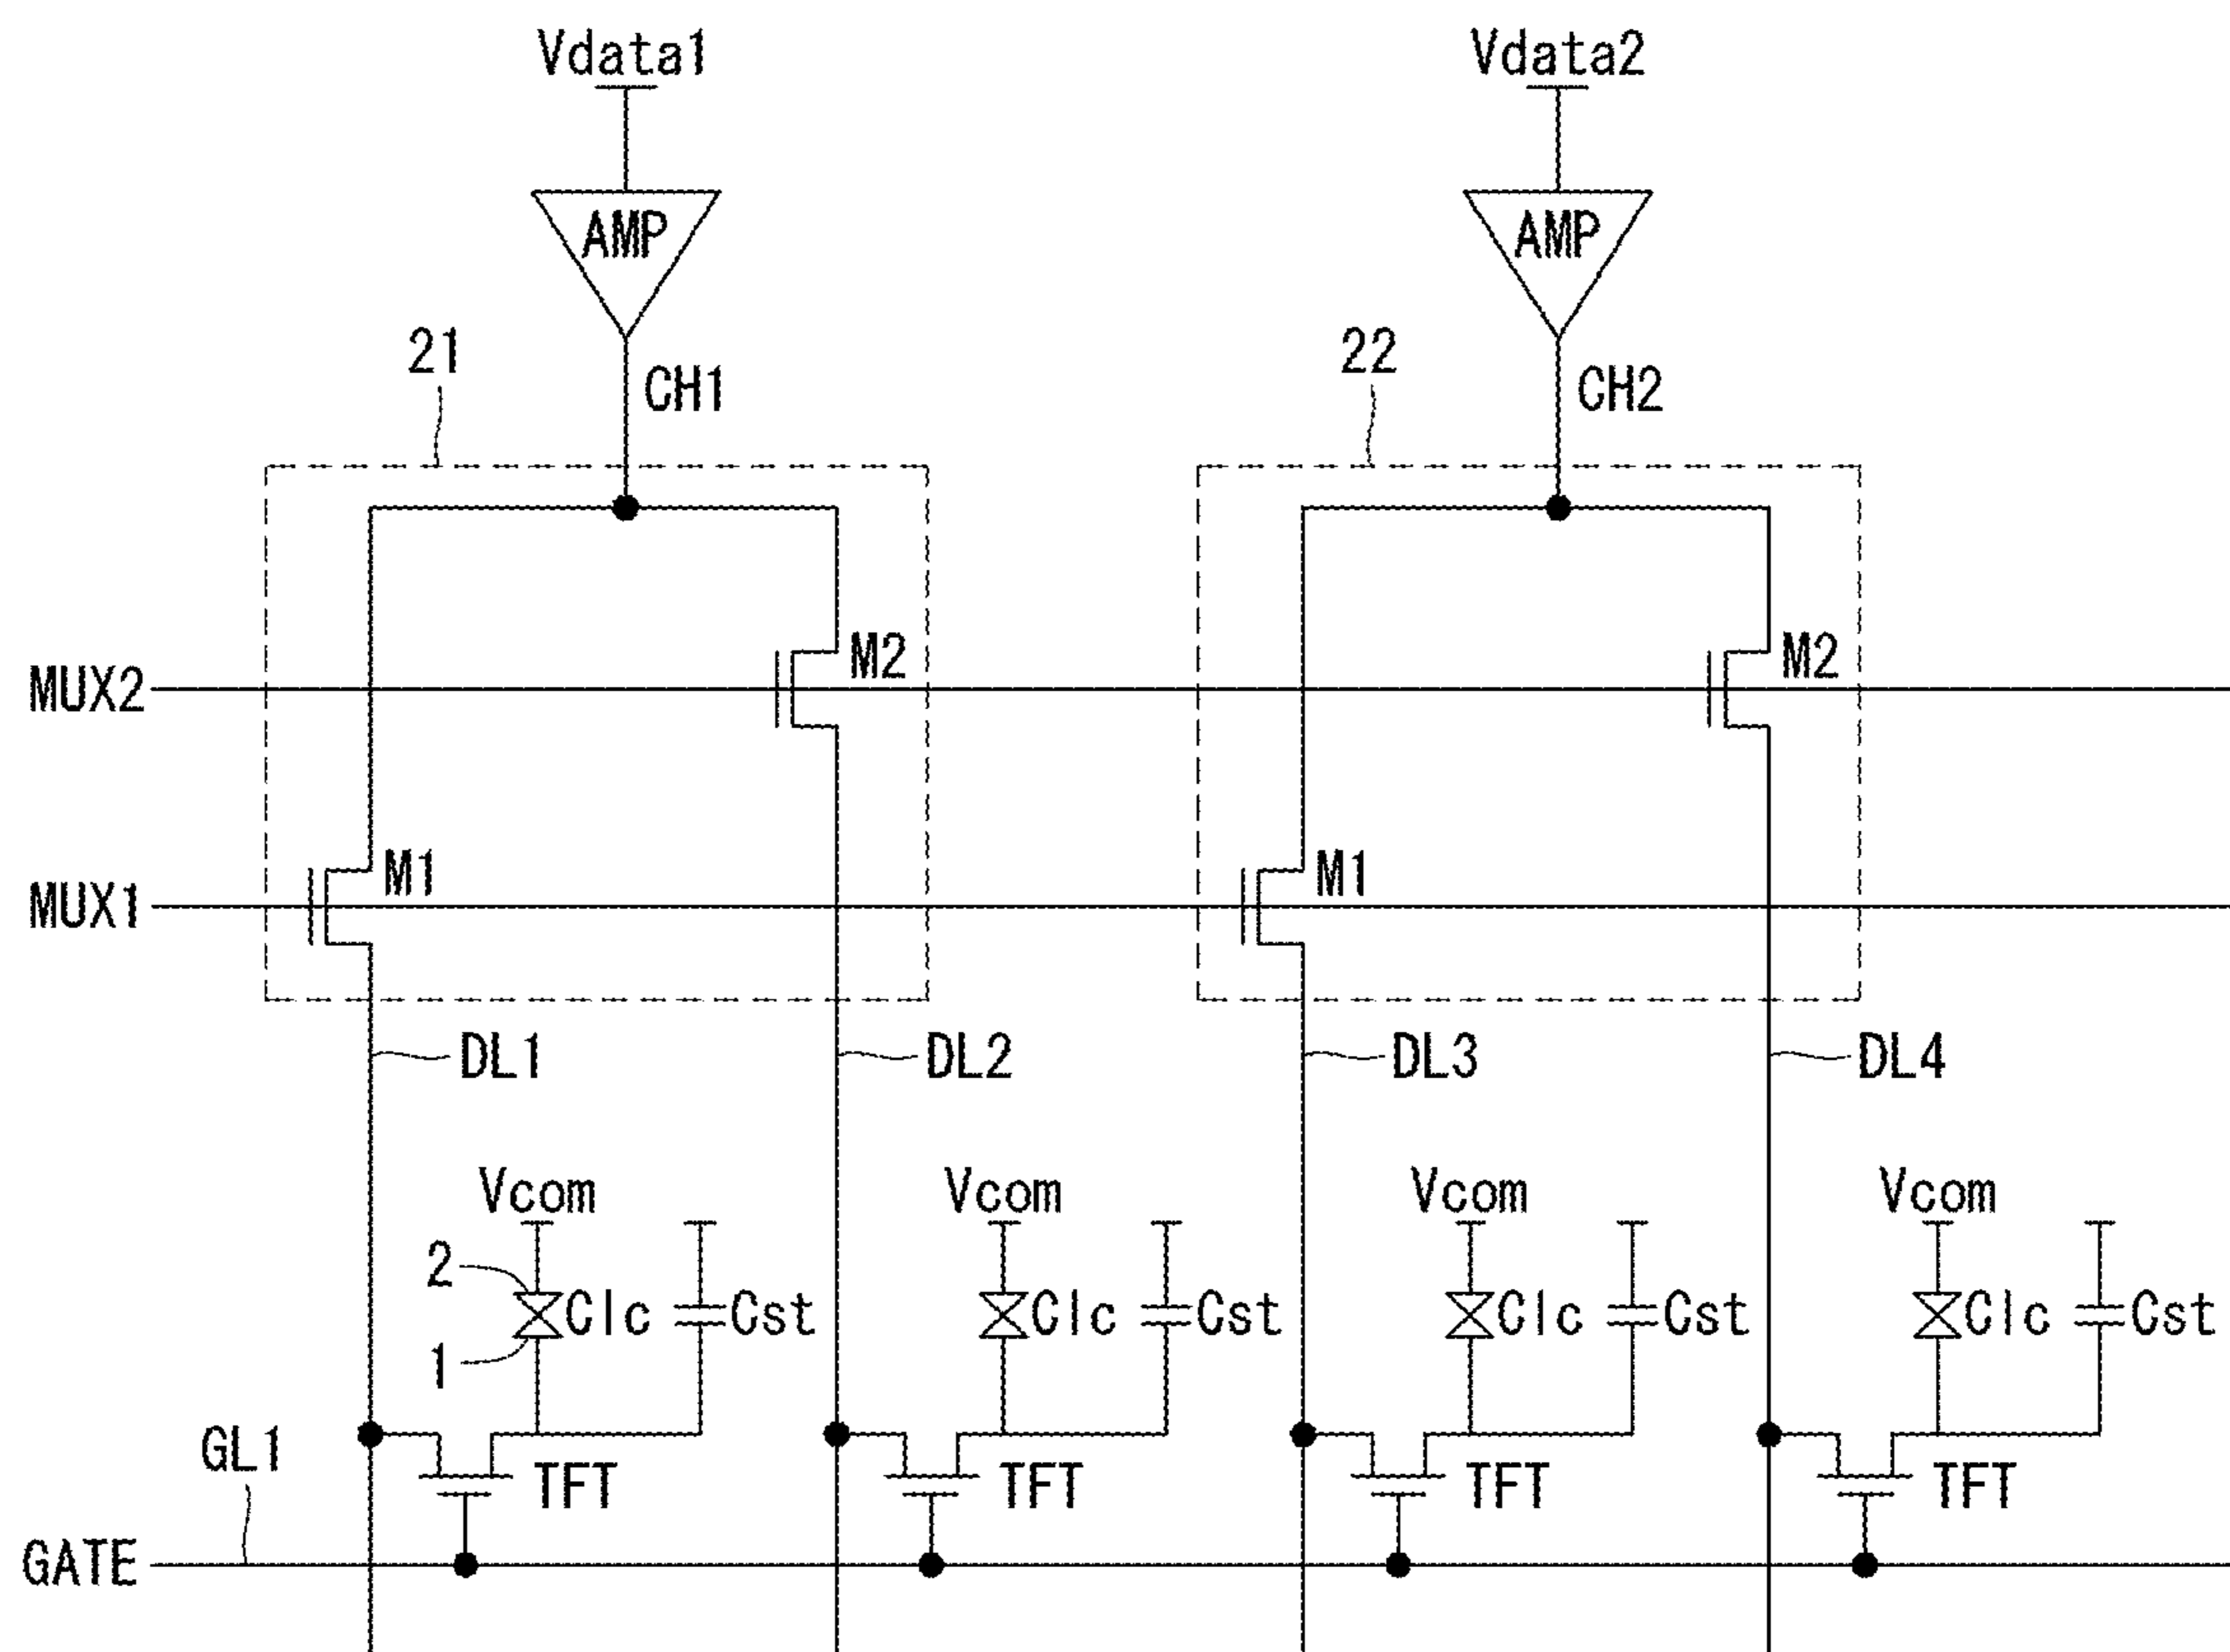 Vdata1 Vdata2
AMP AMP
21 CH1 22 CH2
M2 M2
MUX2
M1 M1
MUX1
DL1 DL2 DL3 DL4
Vcom Vcom Vcom Vcom
2
Clc Cst Clc Cst Clc Cst Clc Cst
1
GL1 TFT TFT TFT TFT
GATE